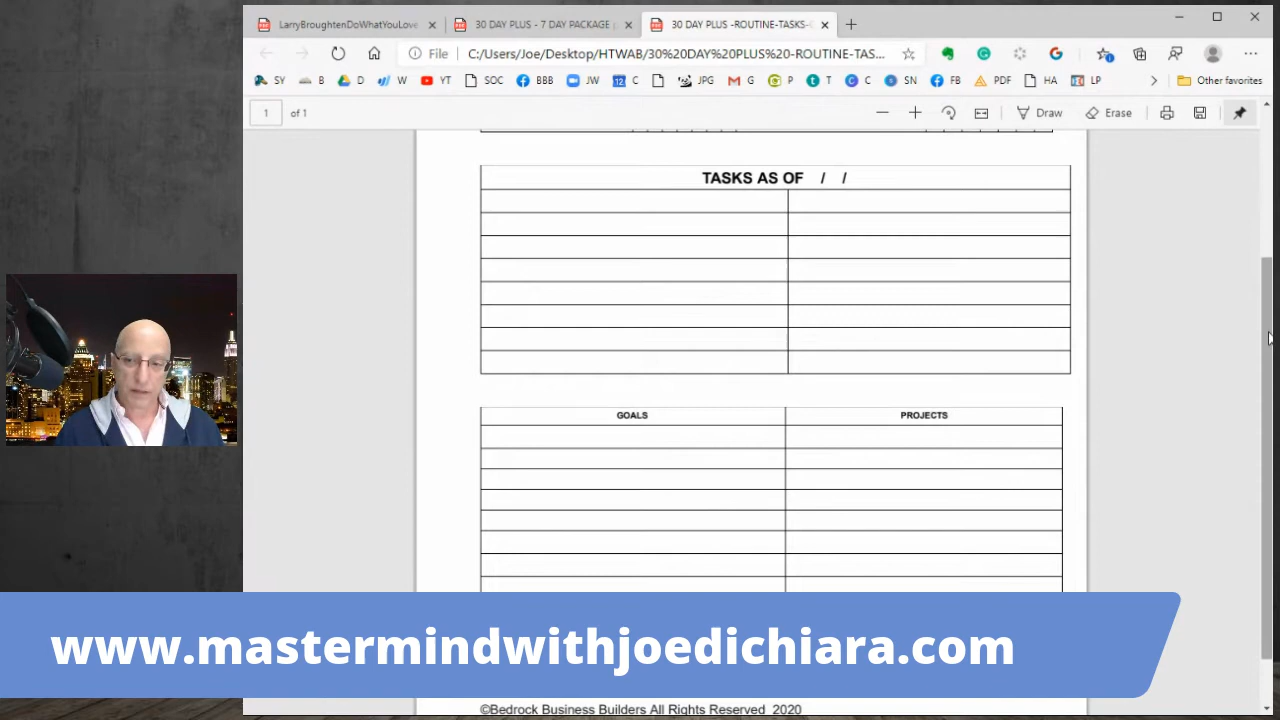 LarryBroughtenDoWhatYouLove
30 DAY PLUS - 7 DAY PACKAGE
30 DAY PLUS -ROUTINE-TASKS-
File C:/Users/Joe/Desktop/HTWAB/30%20DAY%20PLUS%20-ROUTINE-TAS...
SY B D W YT SOC BBB JW C JPG G P T C SN FB PDF HA LP Other favorites
1 of 1 Draw Erase
TASKS AS OF / /
GOALS PROJECTS
www.mastermindwithjoedichiara.com
©Bedrock Business Builders All Rights Reserved 2020